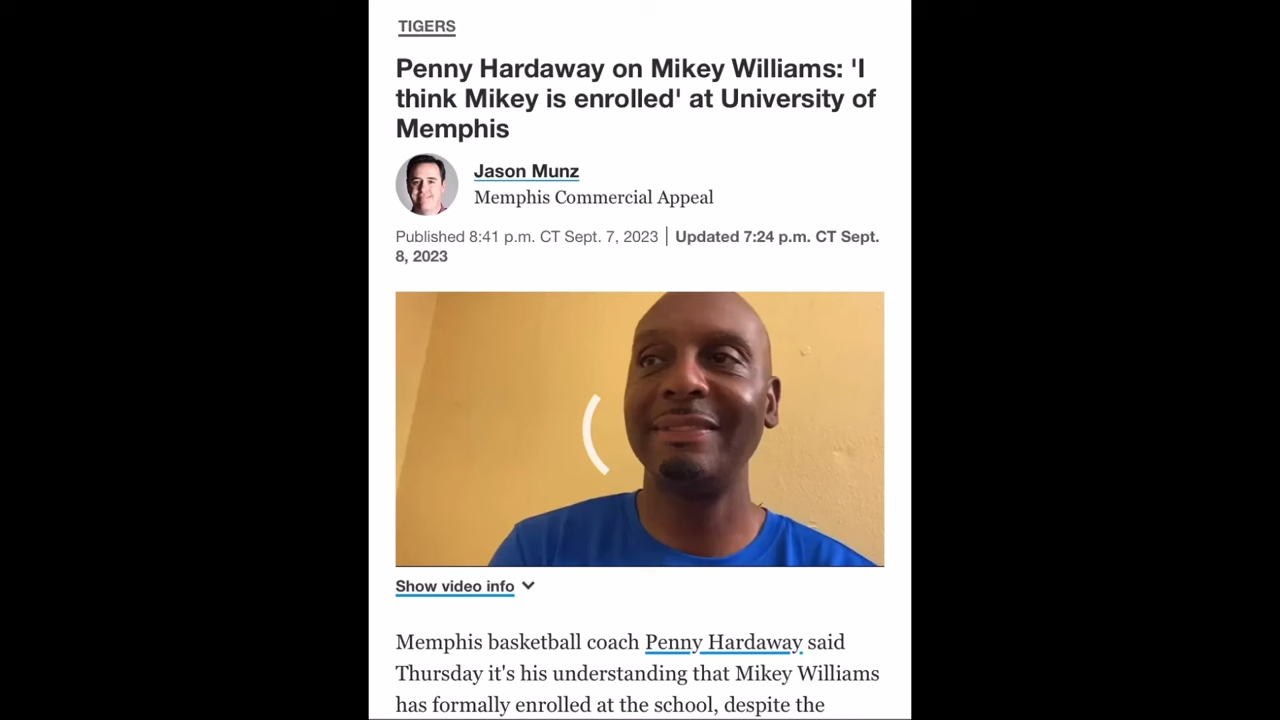 TIGERS
Penny Hardaway on Mikey Williams: 'I
think Mikey is enrolled' at University of
Memphis
Jason Munz
Memphis Commercial Appeal
Published 8:41 p.m. CT Sept. 7, 2023 | Updated 7:24 p.m. CT Sept.
8, 2023
Show video info
Memphis basketball coach Penny Hardaway said
Thursday it's his understanding that Mikey Williams
has formally enrolled at the school, despite the